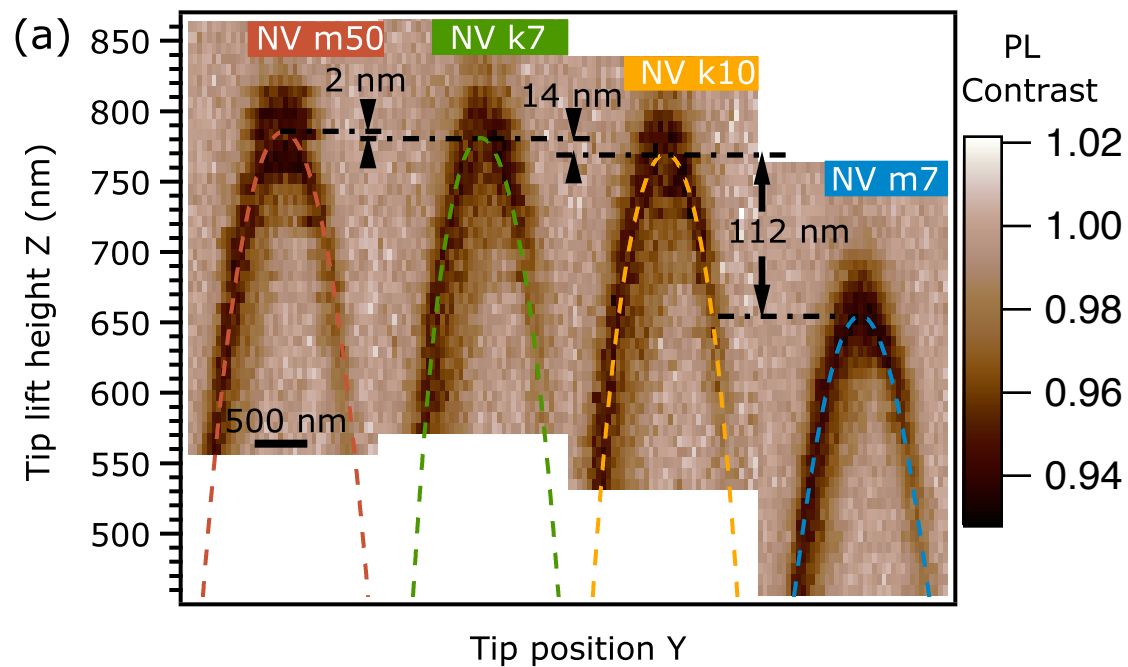 (a)
NV m50
NV k7
NV k10
NV m7
2 nm
14 nm
112 nm
500 nm
850
800
750
700
650
600
550
500
Tip lift height Z (nm)
Tip position Y
PL
Contrast
1.02
1.00
0.98
0.96
0.94